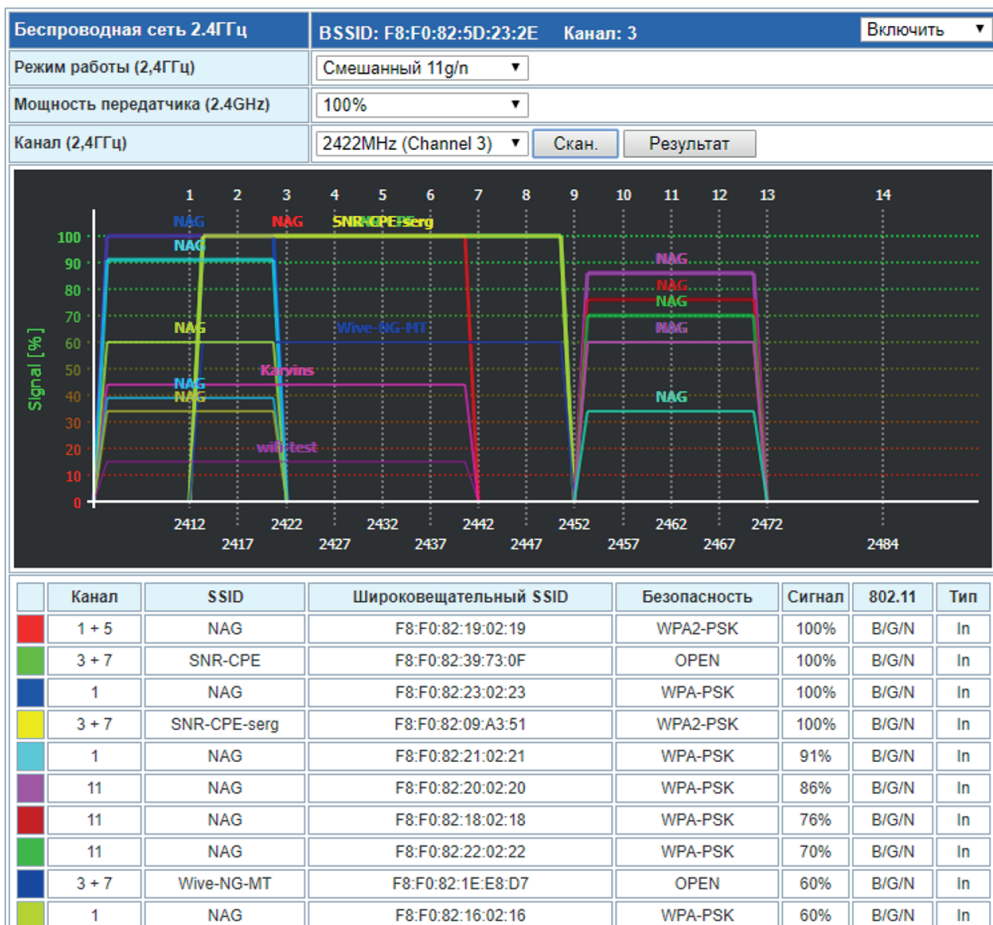 Беспроводная сеть 2.4ГГц BSSID: F8:F0:82:5D:23:2E Канал: 3 Включить
Режим работы (2,4ГГц) Смешанный 11g/n
Мощность передатчика (2.4GHz) 100%
Канал (2,4ГГц) 2422MHz (Channel 3) Скан. Результат
1 2 3 4 5 6 7 8 9 10 11 12 13 14
NAG NAG SNR-CPE-serg
100
NAG
90
NAG
80
NAG
NAG
70
NAG Wive-NG-MT NAG
60
50
Karvins
40
NAG
NAG NAG
30
20
wifi-test
10
0
Signal [%]
2412 2422 2432 2442 2452 2462 2472
2417 2427 2437 2447 2457 2467 2484
Канал SSID Широковещательный SSID Безопасность Сигнал 802.11 Тип
1 + 5 NAG F8:F0:82:19:02:19 WPA2-PSK 100% B/G/N In
3 + 7 SNR-CPE F8:F0:82:39:73:0F OPEN 100% B/G/N In
1 NAG F8:F0:82:23:02:23 WPA-PSK 100% B/G/N In
3 + 7 SNR-CPE-serg F8:F0:82:09:A3:51 WPA2-PSK 100% B/G/N In
1 NAG F8:F0:82:21:02:21 WPA-PSK 91% B/G/N In
11 NAG F8:F0:82:20:02:20 WPA-PSK 86% B/G/N In
11 NAG F8:F0:82:18:02:18 WPA-PSK 76% B/G/N In
11 NAG F8:F0:82:22:02:22 WPA-PSK 70% B/G/N In
3 + 7 Wive-NG-MT F8:F0:82:1E:E8:D7 OPEN 60% B/G/N In
1 NAG F8:F0:82:16:02:16 WPA-PSK 60% B/G/N In